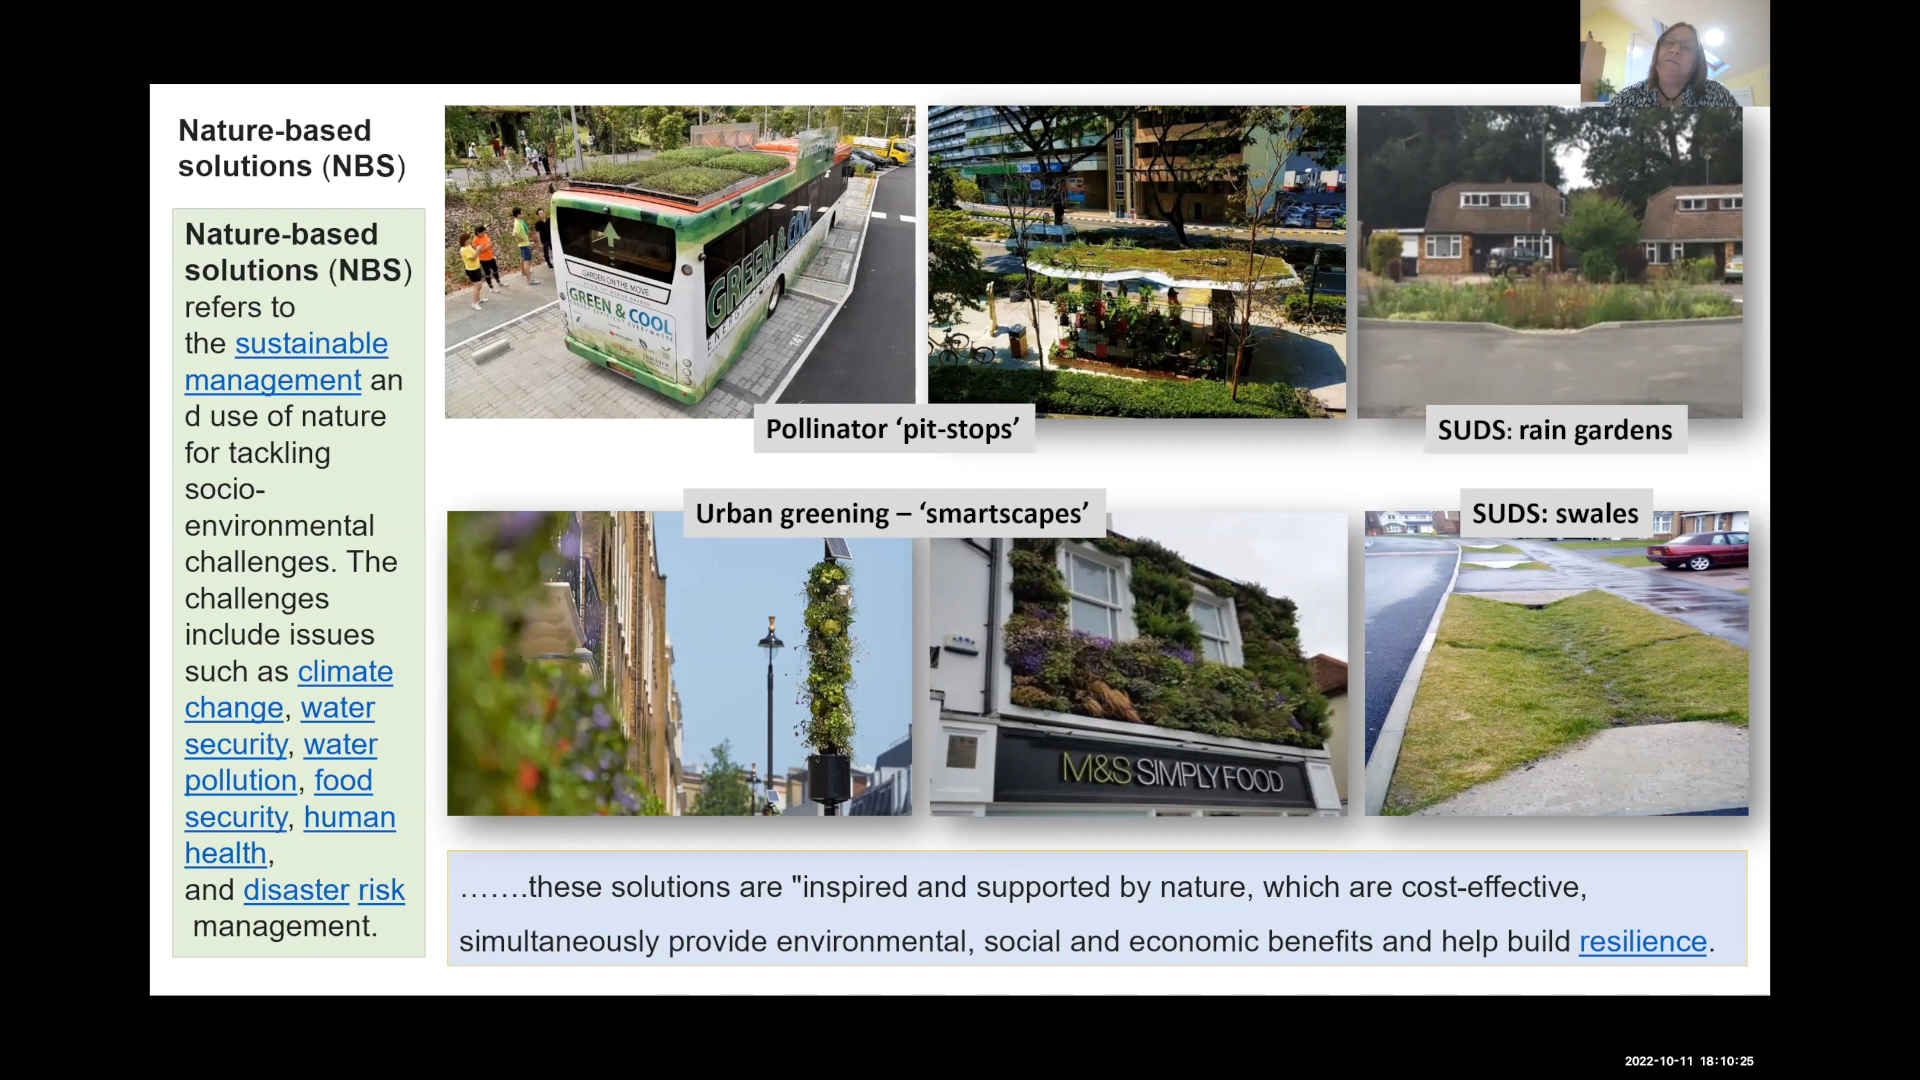 Nature-based
solutions (NBS)
Nature-based
solutions (NBS)
refers to
the sustainable
management an
d use of nature
for tackling
socio-
environmental
challenges. The
challenges
include issues
such as climate
change, water
security, water
pollution, food
security, human
health,
and disaster risk
management.
GARDEN ON THE MOVE
GREEN & COOL
GREEN & COOL
Pollinator ‘pit-stops’
SUDS: rain gardens
Urban greening – ‘smartscapes’
SUDS: swales
M&S SIMPLY FOOD
…….these solutions are "inspired and supported by nature, which are cost-effective,
simultaneously provide environmental, social and economic benefits and help build resilience.
2022-10-11 18:10:25